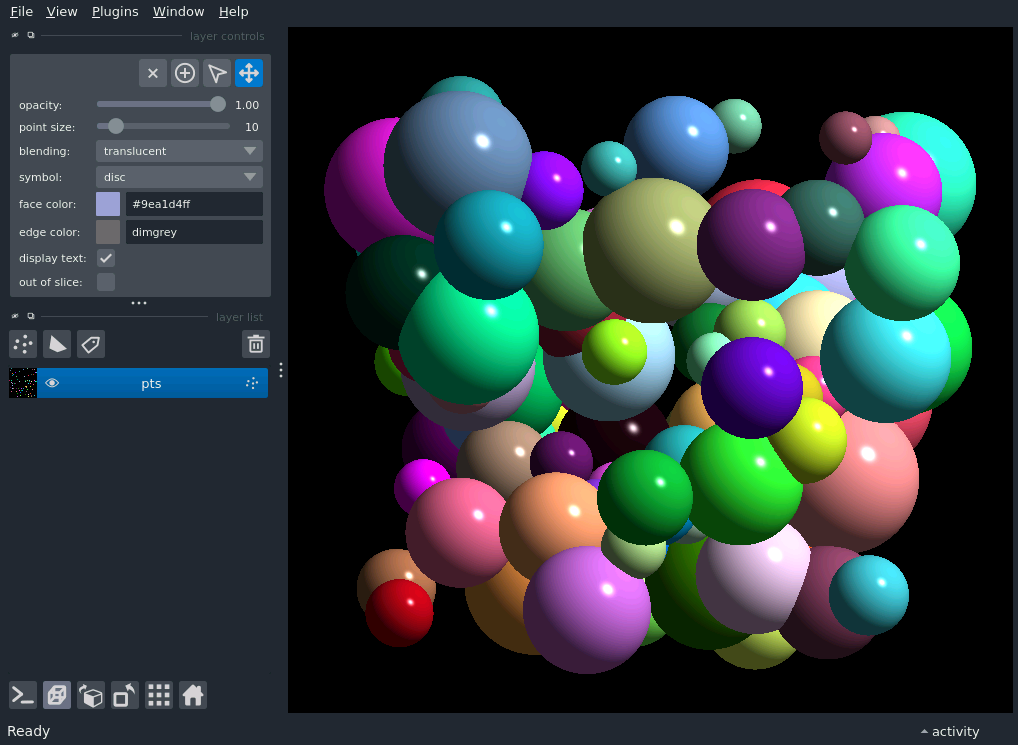 File View Plugins Window Help
layer controls
opacity: 1.00
point size: 10
blending: translucent
symbol: disc
face color: #9ea1d4ff
edge color: dimgrey
display text:
out of slice:
layer list
pts
Ready
activity